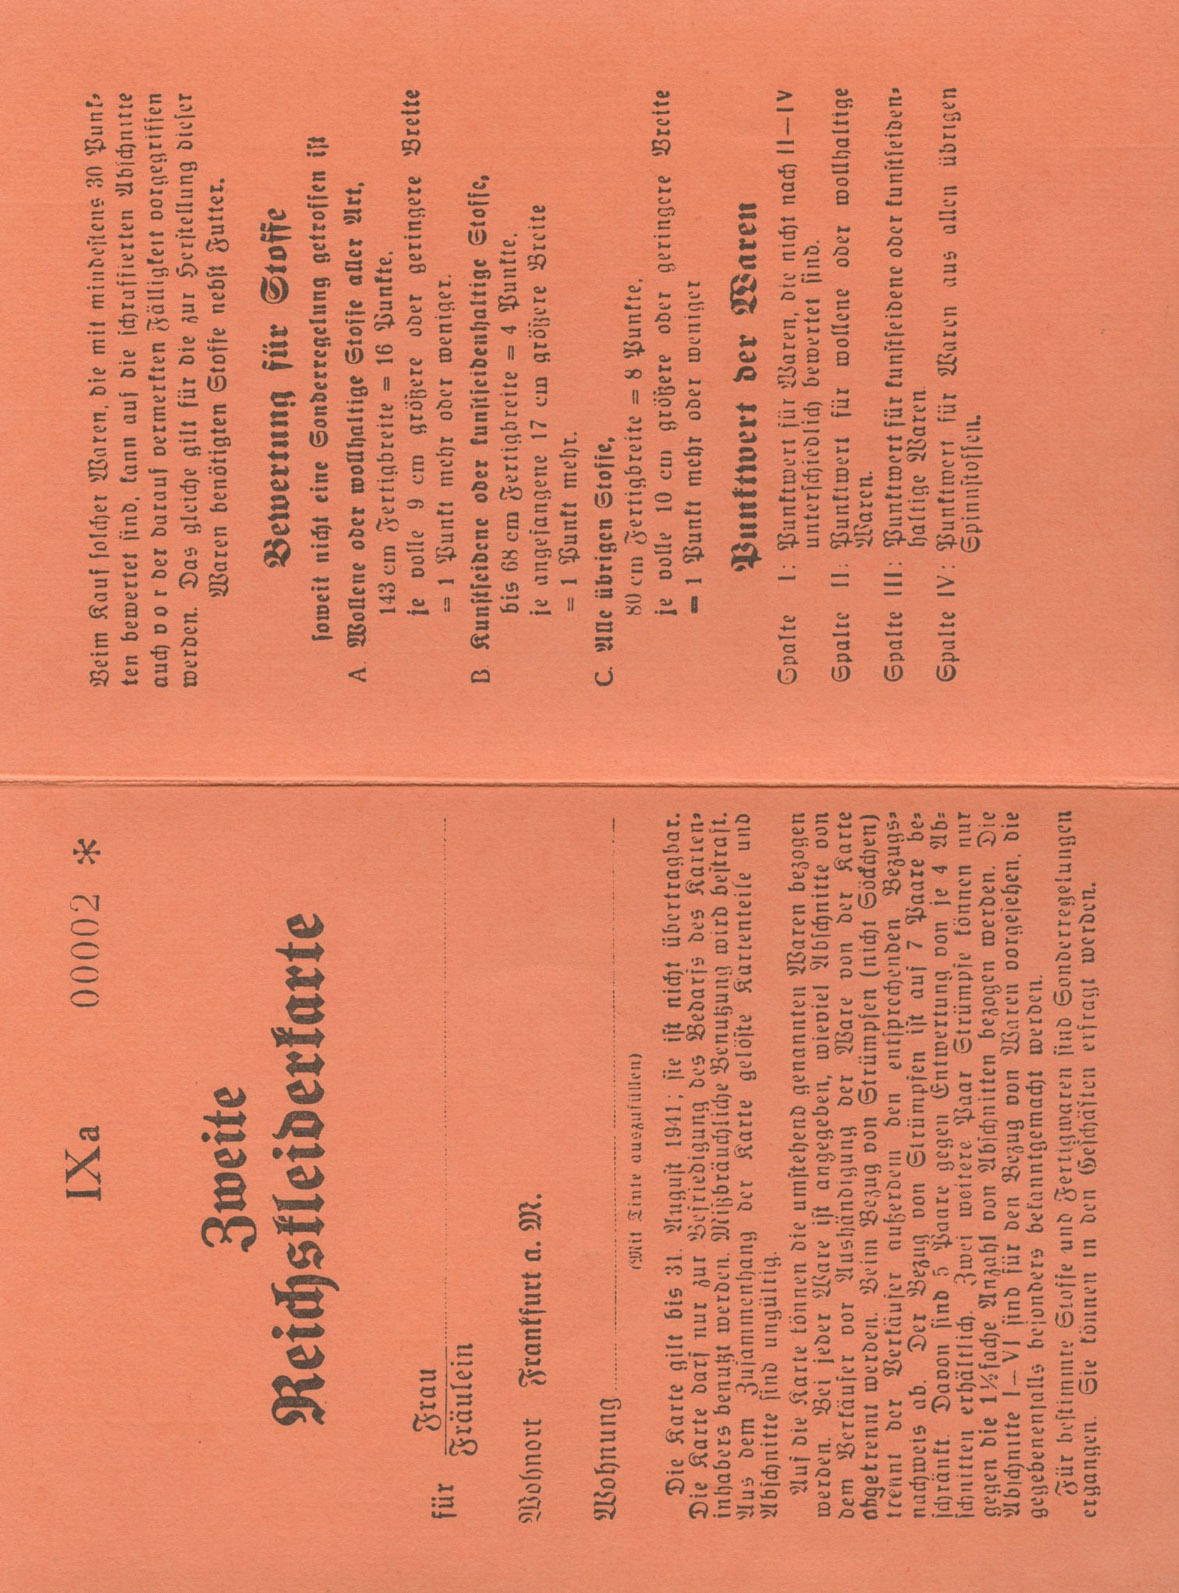 IXa 00002 *
Zweite
Reichskleiderkarte
für Frau
Fräulein
Wohnort Frankfurt a. M.
Wohnung
(Mit Tinte auszufüllen)
Die Karte gilt bis 31. August 1941; sie ist nicht übertragbar.
Die Karte darf nur zur Befriedigung des Bedarfs des Karten-
inhabers benutzt werden. Mißbräuchliche Benutzung wird bestraft.
Aus dem Zusammenhang der Karte gelöste Kartenteile und
Abschnitte sind ungültig.
Auf die Karte können die umstehend genannten Waren bezogen
werden. Bei jeder Ware ist angegeben, wieviel Abschnitte von
dem Verkäufer vor Aushändigung der Ware von der Karte
abgetrennt werden. Beim Bezug von Strümpfen (nicht Söckchen)
trennt der Verkäufer außerdem den entsprechenden Bezugs-
nachweis ab. Der Bezug von Strümpfen ist auf 7 Paare be-
schränkt. Davon sind 5 Paare gegen Entwertung von je 4 Ab-
schnitten erhältlich. Zwei weitere Paar Strümpfe können nur
gegen die 1½fache Anzahl von Abschnitten bezogen werden. Die
Abschnitte I–VI sind für den Bezug von Waren vorgesehen, die
gegebenenfalls besonders bekanntgemacht werden.
Für bestimmte Stoffe und Fertigwaren sind Sonderregelungen
ergangen. Sie können in den Geschäften erfragt werden.
Beim Kauf solcher Waren, die mit mindestens 30 Punk-
ten bewertet sind, kann auf die schraffierten Abschnitte
auch vor der darauf vermerkten Fälligkeit vorgegriffen
werden. Das gleiche gilt für die zur Herstellung dieser
Waren benötigten Stoffe nebst Futter.
Bewertung für Stoffe
soweit nicht eine Sonderregelung getroffen ist
A. Wollene oder wollhaltige Stoffe aller Art,
143 cm Fertigbreite = 16 Punkte,
je volle 9 cm größere oder geringere Breite
= 1 Punkt mehr oder weniger.
B. Kunstseidene oder kunstseidenhaltige Stoffe,
bis 68 cm Fertigbreite = 4 Punkte,
je angefangene 17 cm größere Breite
= 1 Punkt mehr.
C. Alle übrigen Stoffe,
80 cm Fertigbreite = 8 Punkte,
je volle 10 cm größere oder geringere Breite
= 1 Punkt mehr oder weniger
Punktwert der Waren
Spalte I: Punktwert für Waren, die nicht nach II–IV
unterschiedlich bewertet sind.
Spalte II: Punktwert für wollene oder wollhaltige
Waren.
Spalte III: Punktwert für kunstseidene oder kunstseiden-
haltige Waren.
Spalte IV: Punktwert für Waren aus allen übrigen
Spinnstoffen.